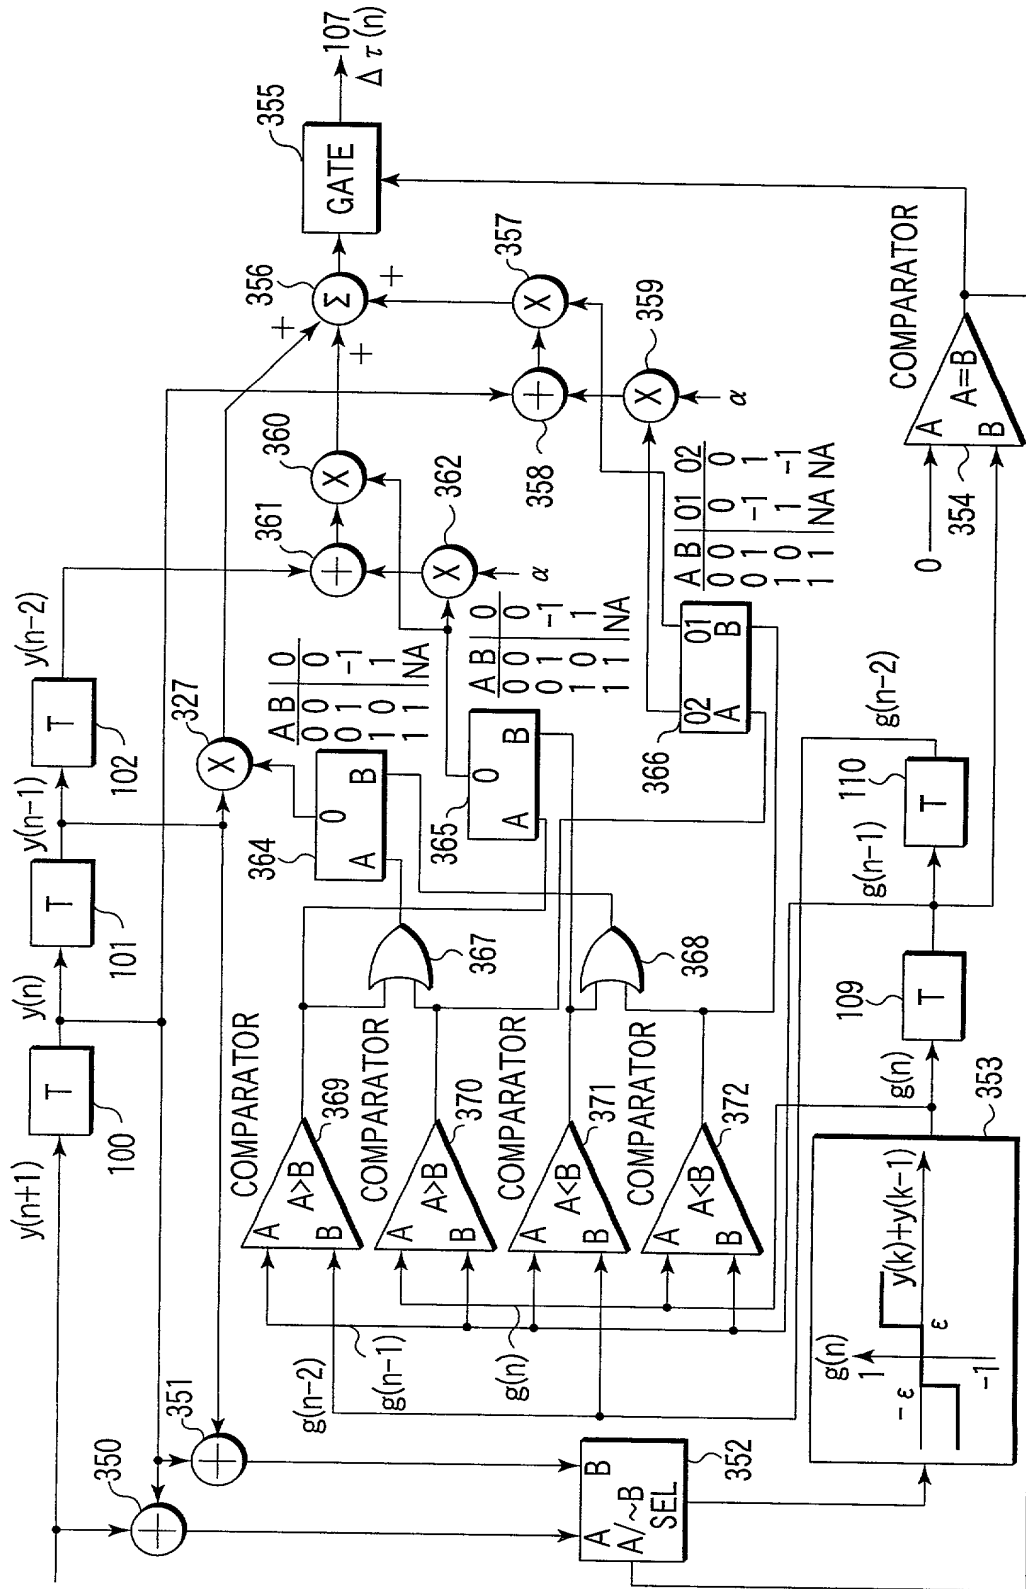 y(n+1)
T
100
y(n)
T
101
y(n-1)
T
102
y(n-2)
350
+
351
+
327
X
361
+
360
X
362
X
α
356
Σ
+
+
+
355
GATE
107
Δτ(n)
358
+
357
X
359
X
α
364
0
A
B
A B 0
0 0 0
0 1 -1
1 0 1
1 1 NA
365
0
A
B
A B 0
0 0 0
0 1 -1
1 0 1
1 1 NA
366
02 01
A B
A B 01 02
0 0 0 0
0 1 -1 1
1 0 1 -1
1 1 NA NA
367
368
COMPARATOR
A
B
A>B
369
COMPARATOR
A
B
A>B
370
COMPARATOR
A
B
A<B
371
COMPARATOR
A
B
A<B
372
g(n-2)
g(n-1)
g(n)
352
A B
A/~B
SEL
353
g(n)
1
-1
-ε
ε
y(k)+y(k-1)
g(n)
109
T
g(n-1)
110
T
g(n-2)
COMPARATOR
0
A
B
A=B
354